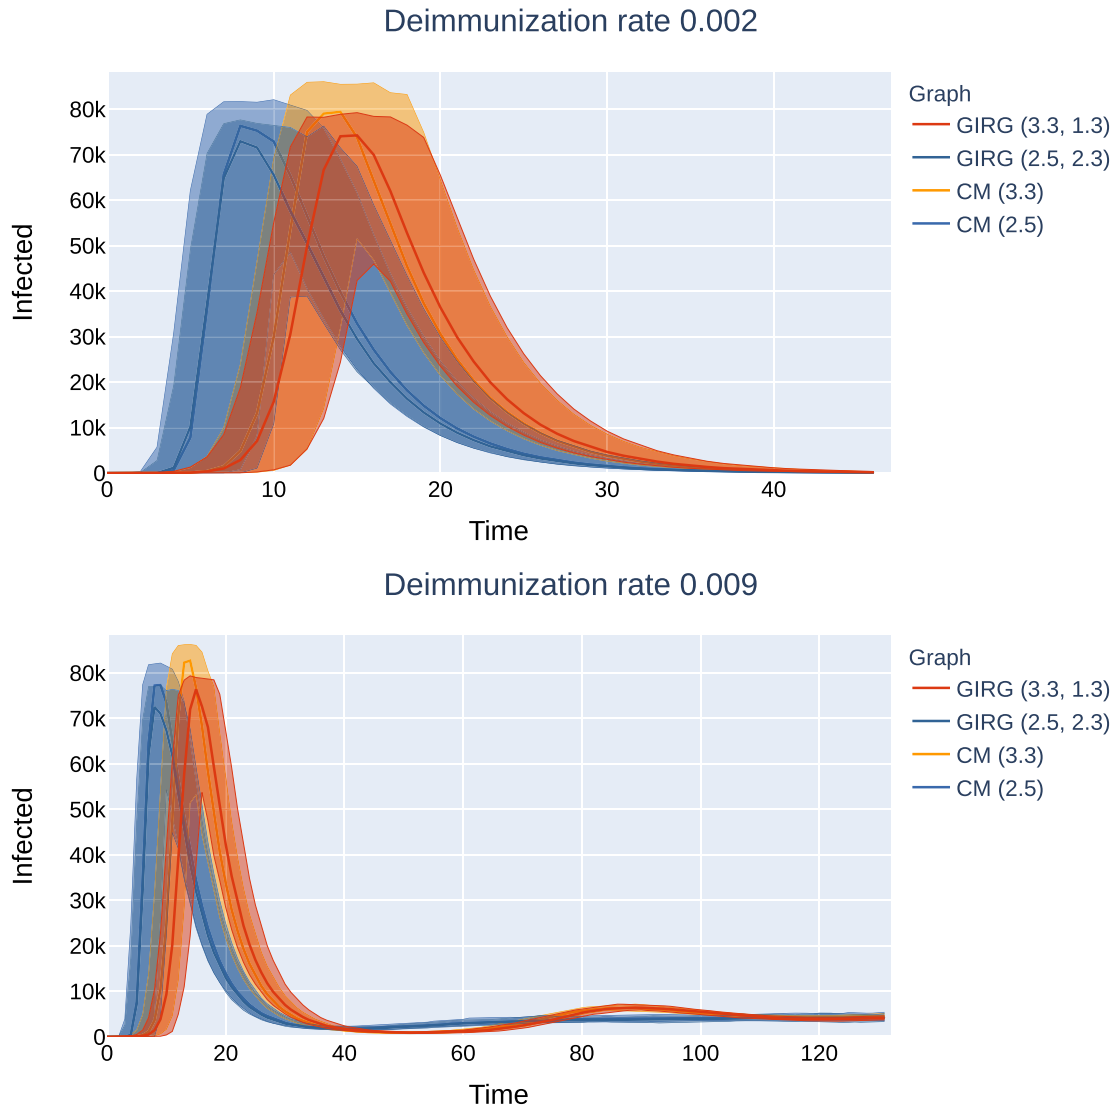 Deimmunization rate 0.002
Infected
80k
70k
60k
50k
40k
30k
20k
10k
0
0 10 20 30 40
Time
Graph
GIRG (3.3, 1.3)
GIRG (2.5, 2.3)
CM (3.3)
CM (2.5)
Deimmunization rate 0.009
Infected
80k
70k
60k
50k
40k
30k
20k
10k
0
0 20 40 60 80 100 120
Time
Graph
GIRG (3.3, 1.3)
GIRG (2.5, 2.3)
CM (3.3)
CM (2.5)